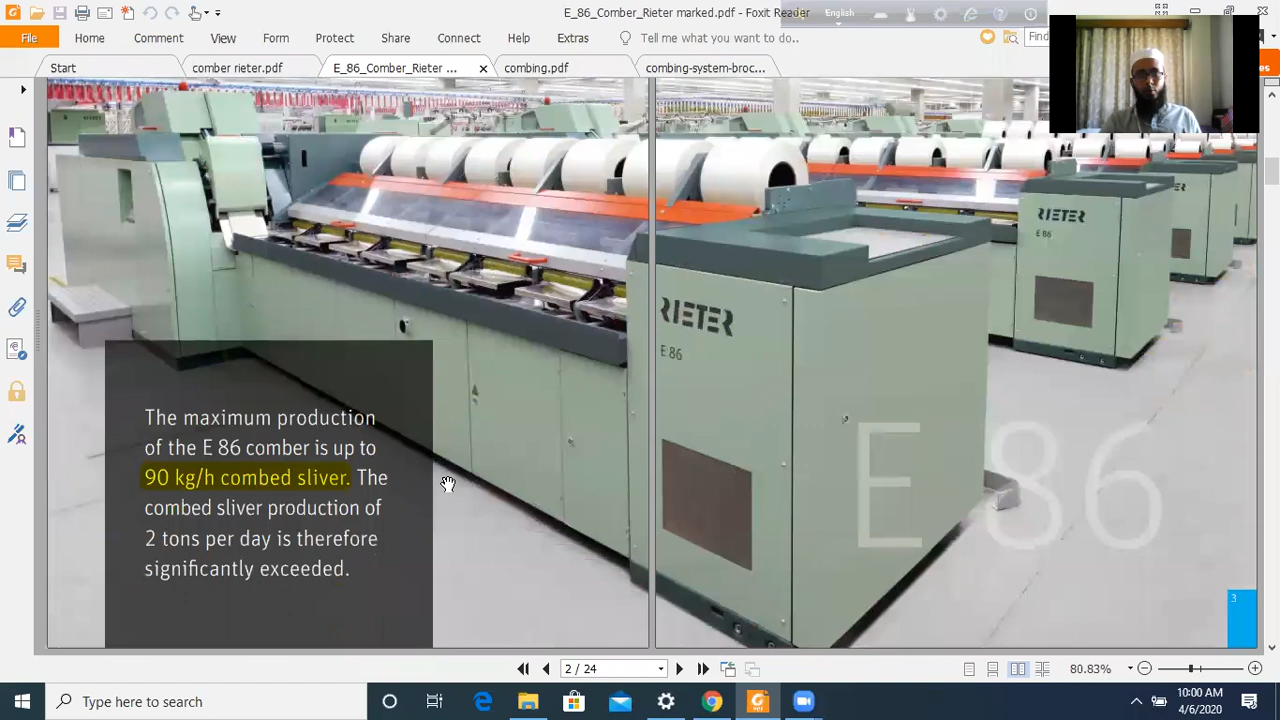 E_86_Comber_Rieter marked.pdf - Foxit Reader
English
File
Home
Comment
View
Form
Protect
Share
Connect
Help
Extras
Tell me what you want to do..
Find
Start
comber rieter.pdf
E_86_Comber_Rieter ...
combing.pdf
combing-system-broc...
RIETER
E 86
RIETER
E 86
The maximum production
of the E 86 comber is up to
90 kg/h combed sliver. The
combed sliver production of
2 tons per day is therefore
significantly exceeded.
E 86
3
2 / 24
80.83%
Type here to search
10:00 AM
4/6/2020